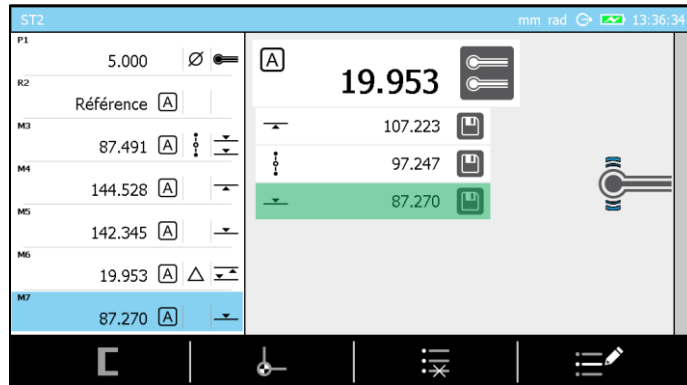 ST2 mm rad 13:36:34
P1
5.000
R2
Référence A
M3
87.491 A
M4
144.528 A
M5
142.345 A
M6
19.953 A
M7
87.270 A
A
19.953
107.223
97.247
87.270